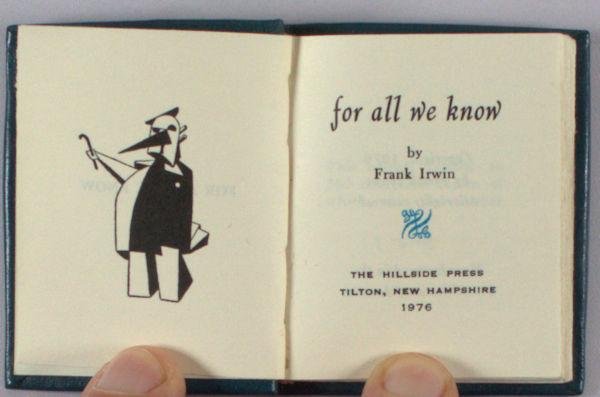 for all we know
by
Frank Irwin
THE HILLSIDE PRESS
TILTON, NEW HAMPSHIRE
1976